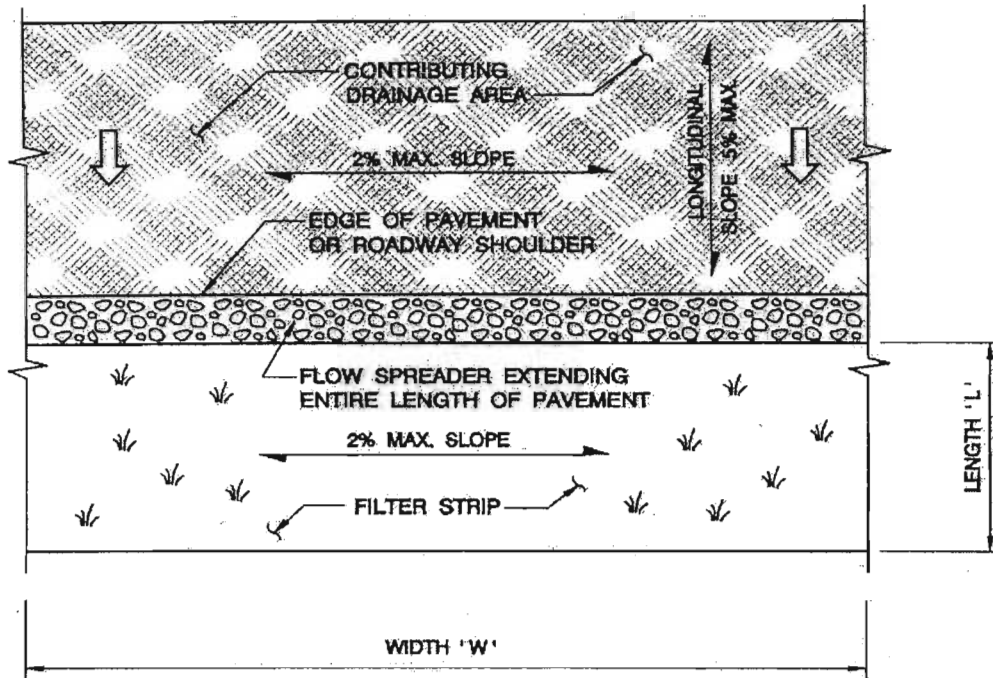 CONTRIBUTING
DRAINAGE AREA
2% MAX. SLOPE
LONGITUDINAL
SLOPE 5% MAX.
EDGE OF PAVEMENT
OR ROADWAY SHOULDER
FLOW SPREADER EXTENDING
ENTIRE LENGTH OF PAVEMENT
2% MAX. SLOPE
FILTER STRIP
LENGTH 'L'
WIDTH 'W'